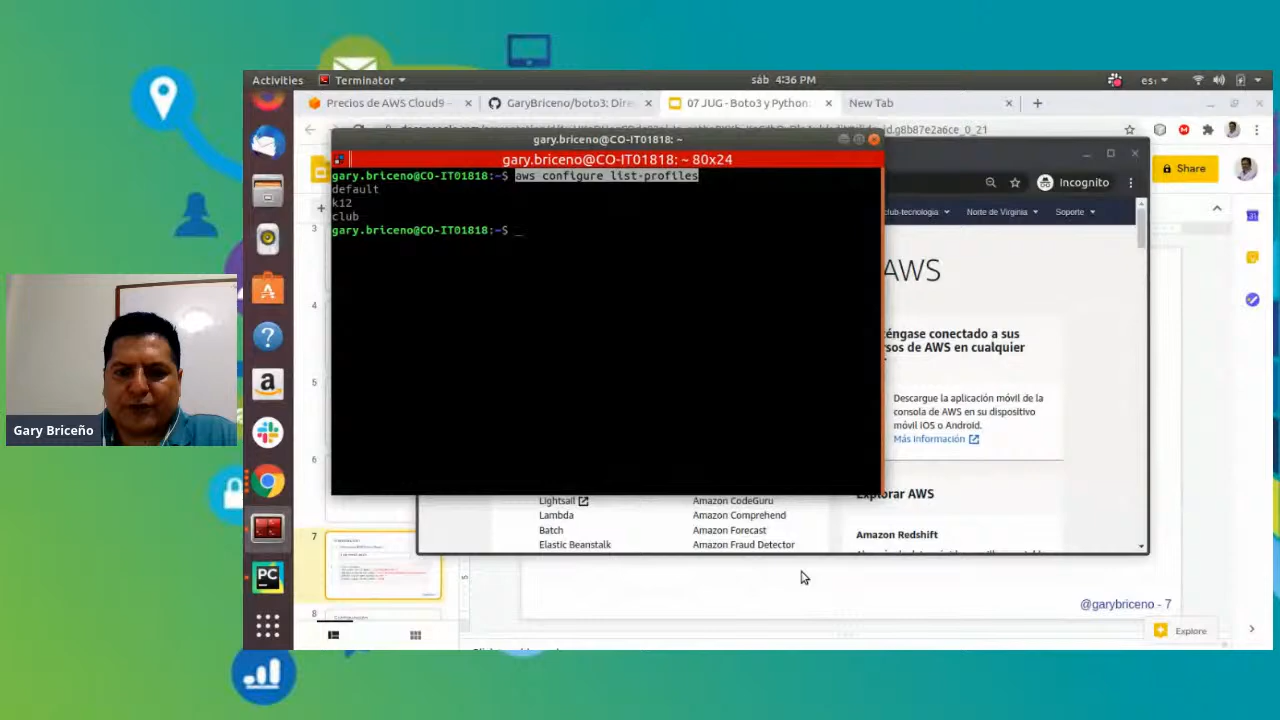 Activities
Terminator
sáb 4:36 PM
es
Precios de AWS Cloud9 -
GaryBriceno/boto3: Dire
07 JUG - Boto3 y Python:
New Tab
gary.briceno@CO-IT01818: ~
gary.briceno@CO-IT01818: ~ 80x24
gary.briceno@CO-IT01818:~$ aws configure list-profiles
default
k12
club
gary.briceno@CO-IT01818:~$ _
Share
Incognito
club-tecnologia
Norte de Virginia
Soporte
AWS
téngase conectado a sus
rsos de AWS en cualquier
Descargue la aplicación móvil de la
consola de AWS en su dispositivo
móvil iOS o Android.
Más Información
Explorar AWS
Amazon Redshift
Lightsail
Lambda
Batch
Elastic Beanstalk
Amazon CodeGuru
Amazon Comprehend
Amazon Forecast
Amazon Fraud Detector
3
4
5
6
7
8
PC
Gary Briceño
@garybriceno - 7
Explore